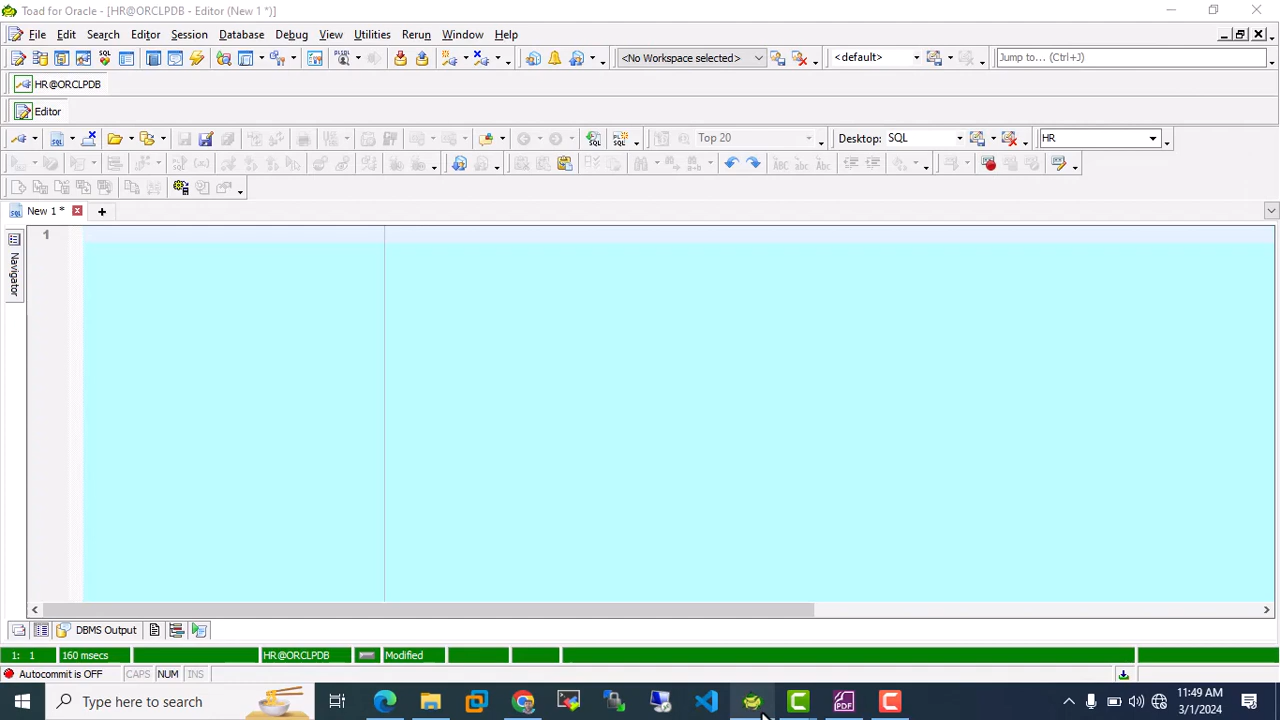 Toad for Oracle - [HR@ORCLPDB - Editor (New 1 *)]
File Edit Search Editor Session Database Debug View Utilities Rerun Window Help
<No Workspace selected> <default> Jump to... (Ctrl+J)
HR@ORCLPDB
Editor
Top 20 Desktop: SQL HR
New 1 *
1
Navigator
DBMS Output
1: 1 160 msecs HR@ORCLPDB Modified
Autocommit is OFF CAPS NUM INS
Type here to search
11:49 AM
3/1/2024